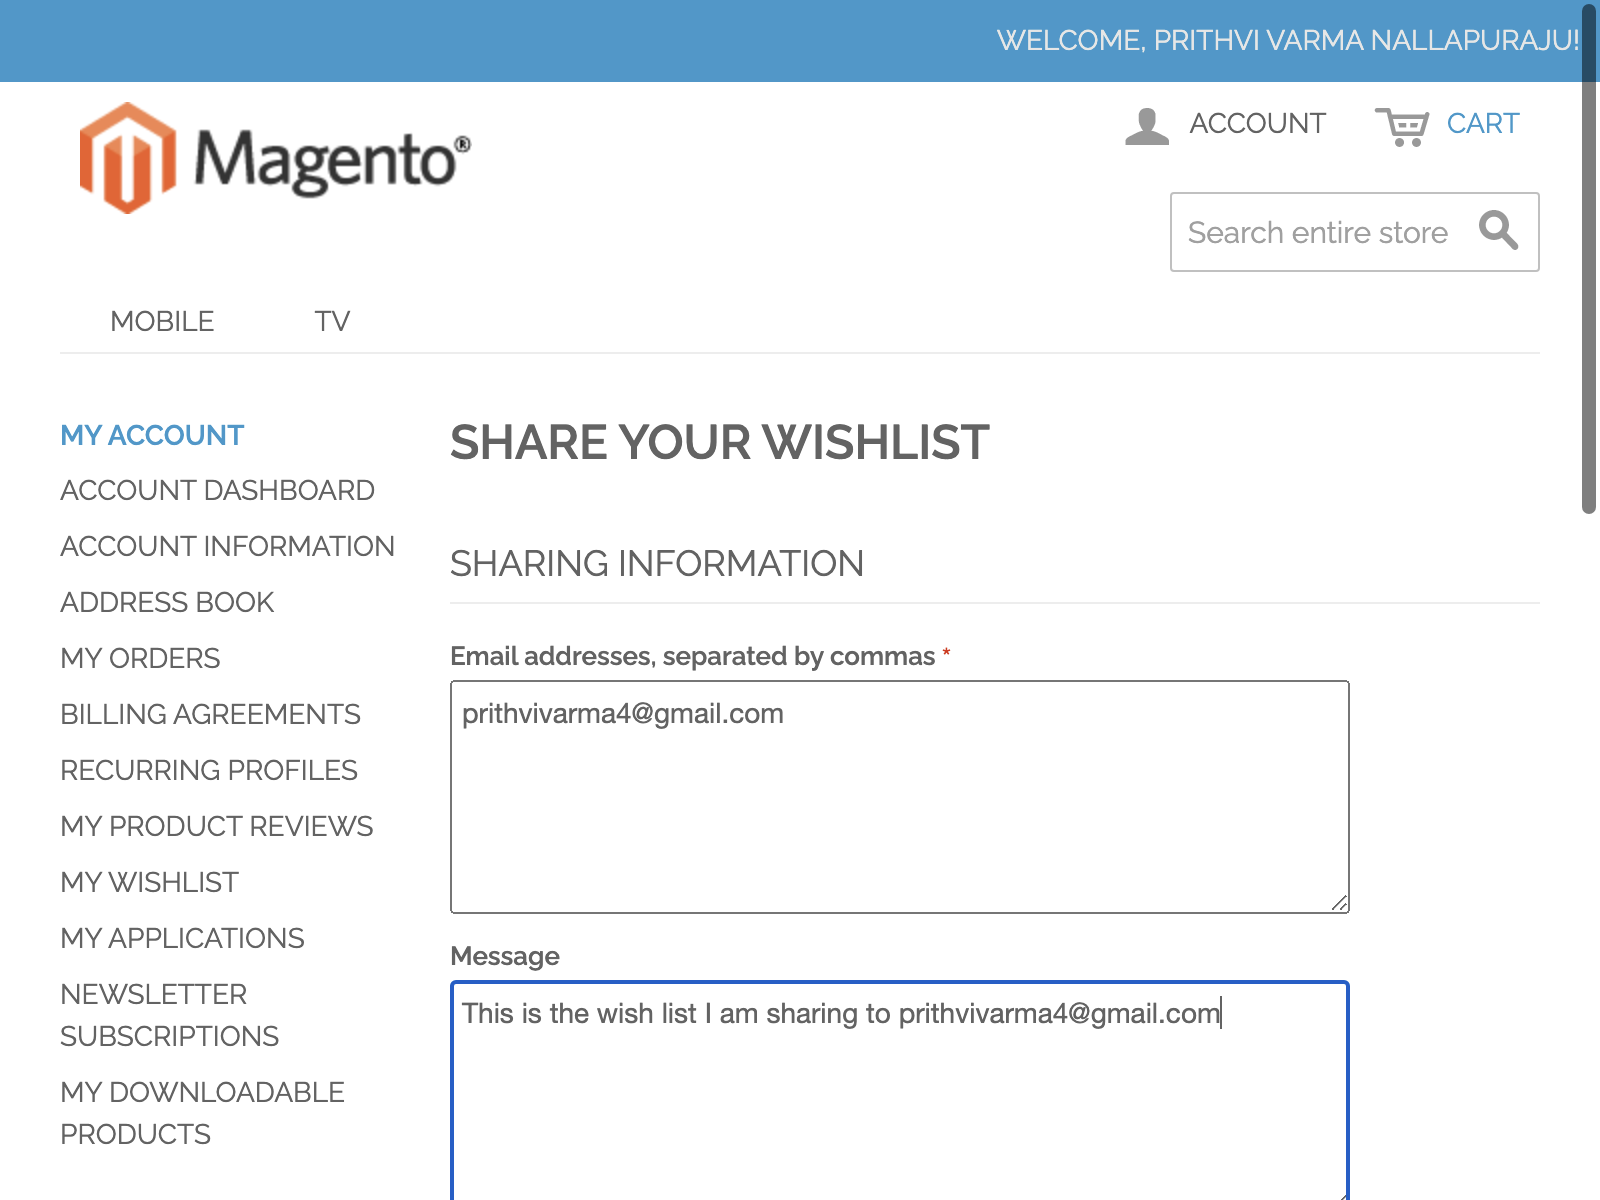 WELCOME, PRITHVI VARMA NALLAPURAJU!
Magento®
ACCOUNT
CART
Search entire store
MOBILE
TV
MY ACCOUNT
ACCOUNT DASHBOARD
ACCOUNT INFORMATION
ADDRESS BOOK
MY ORDERS
BILLING AGREEMENTS
RECURRING PROFILES
MY PRODUCT REVIEWS
MY WISHLIST
MY APPLICATIONS
NEWSLETTER
SUBSCRIPTIONS
MY DOWNLOADABLE
PRODUCTS
SHARE YOUR WISHLIST
SHARING INFORMATION
Email addresses, separated by commas *
prithvivarma4@gmail.com
Message
This is the wish list I am sharing to prithvivarma4@gmail.com